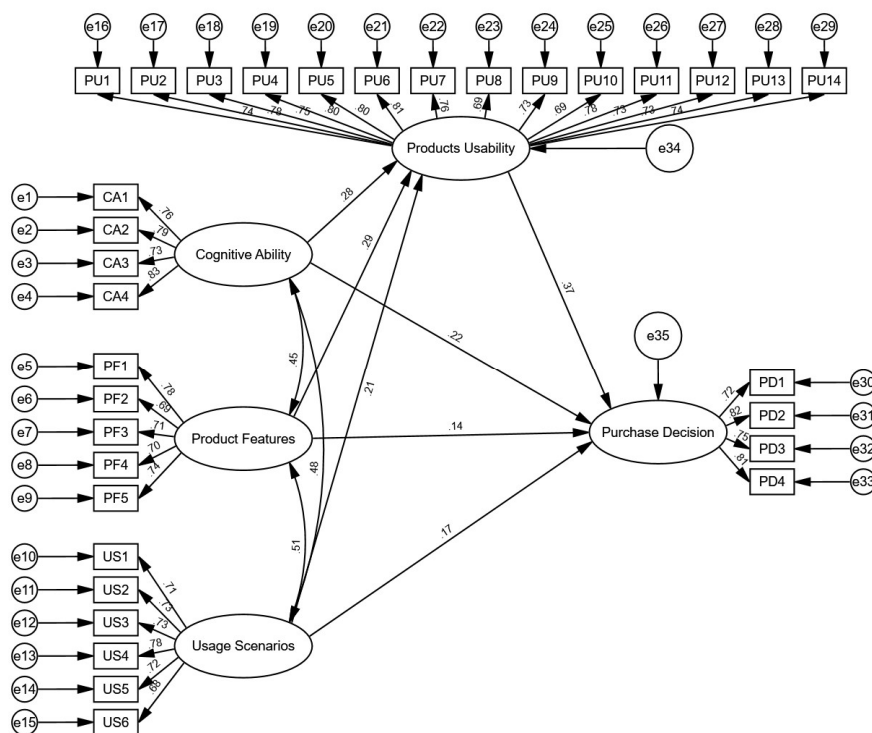 e16 e17 e18 e19 e20 e21 e22 e23 e24 e25 e26 e27 e28 e29
PU1 PU2 PU3 PU4 PU5 PU6 PU7 PU8 PU9 PU10 PU11 PU12 PU13 PU14
.74 .78 .75 .80 .80 .81 .76 .69 .73 .69 .78 .73 .73 .74
Products Usability
e34
e1 CA1
e2 CA2
e3 CA3
e4 CA4
.76
.79
.73
.83
Cognitive Ability
.28
.29
.37
.22
.21
.45
.48
e35
e5 PF1
e6 PF2
e7 PF3
e8 PF4
e9 PF5
.78
.69
.71
.70
.74
Product Features
.14
.51
.17
Purchase Decision
.72
.82
.75
.81
PD1 e30
PD2 e31
PD3 e32
PD4 e33
e10 US1
e11 US2
e12 US3
e13 US4
e14 US5
e15 US6
.71
.73
.73
.78
.72
.68
Usage Scenarios